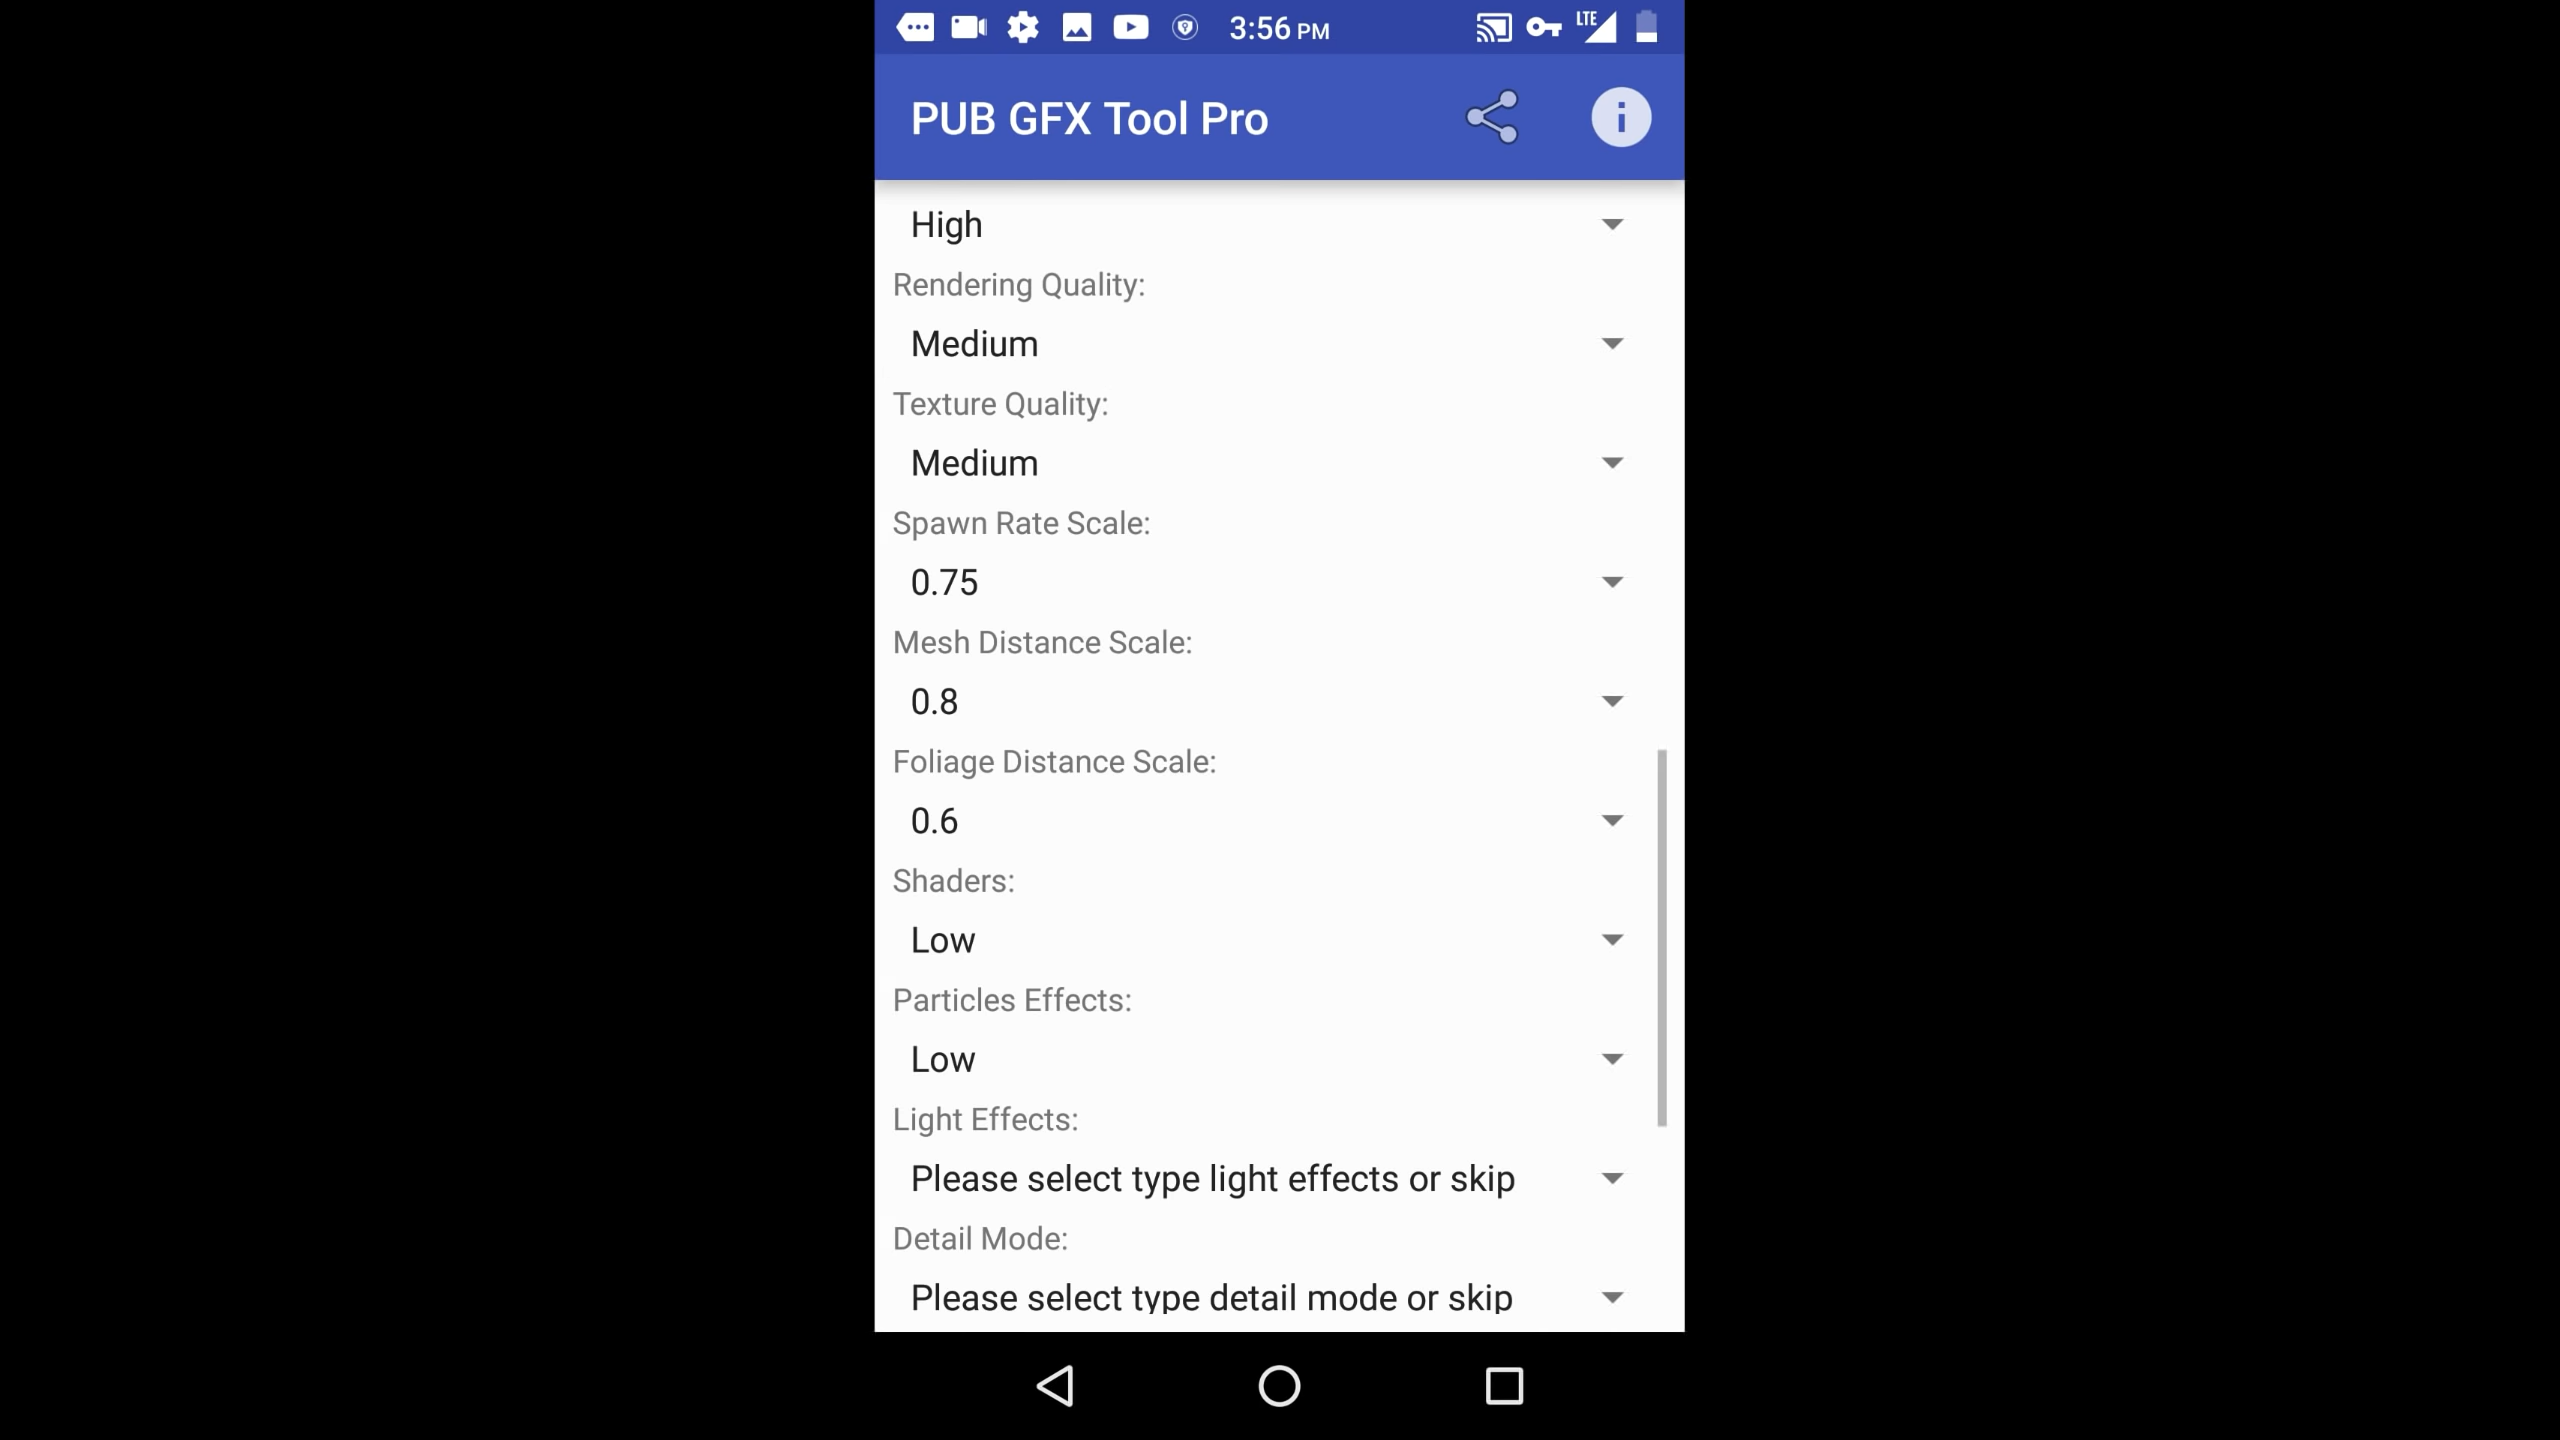 3:56 PM
LTE
PUB GFX Tool Pro
High
Rendering Quality:
Medium
Texture Quality:
Medium
Spawn Rate Scale:
0.75
Mesh Distance Scale:
0.8
Foliage Distance Scale:
0.6
Shaders:
Low
Particles Effects:
Low
Light Effects:
Please select type light effects or skip
Detail Mode:
Please select type detail mode or skip